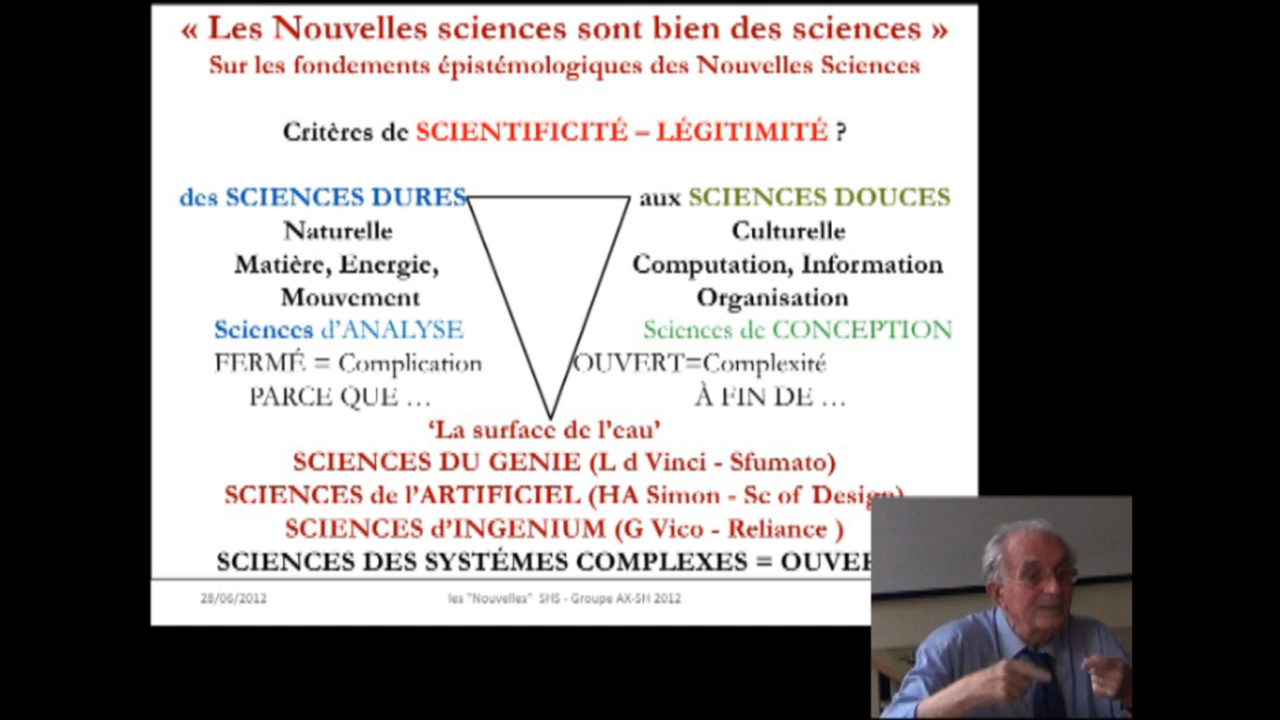 « Les Nouvelles sciences sont bien des sciences »
Sur les fondements épistémologiques des Nouvelles Sciences
Critères de SCIENTIFICITÉ – LÉGITIMITÉ ?
des SCIENCES DURES aux SCIENCES DOUCES
Naturelle Culturelle
Matière, Energie, Computation, Information
Mouvement Organisation
Sciences d'ANALYSE Sciences de CONCEPTION
FERMÉ = Complication OUVERT=Complexité
PARCE QUE … À FIN DE …
‘La surface de l'eau’
SCIENCES DU GENIE (L d Vinci - Sfumato)
SCIENCES de l'ARTIFICIEL (HA Simon - Sc of Design)
SCIENCES d'INGENIUM (G Vico - Reliance )
SCIENCES DES SYSTÉMES COMPLEXES =
28/06/2012 les "Nouvelles" SHS - Groupe AX-SH 2012